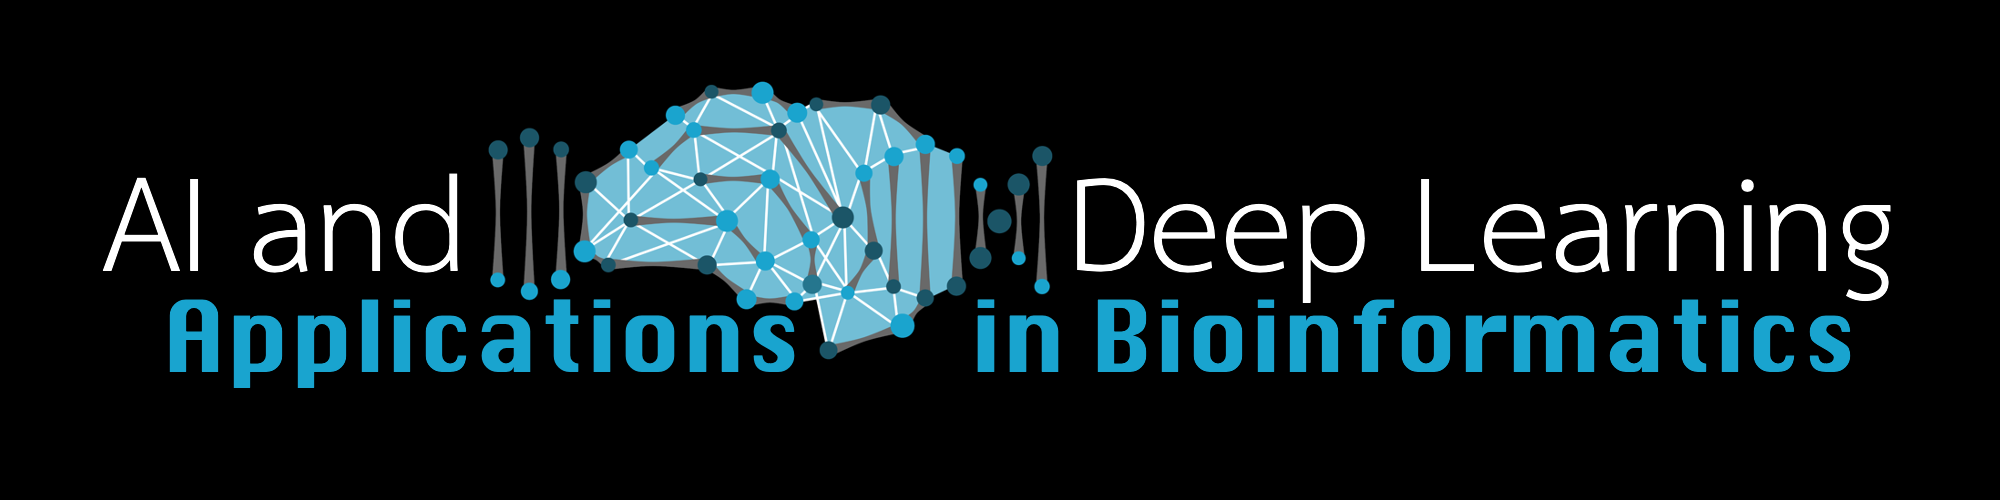 AI and Deep Learning
Applications in Bioinformatics